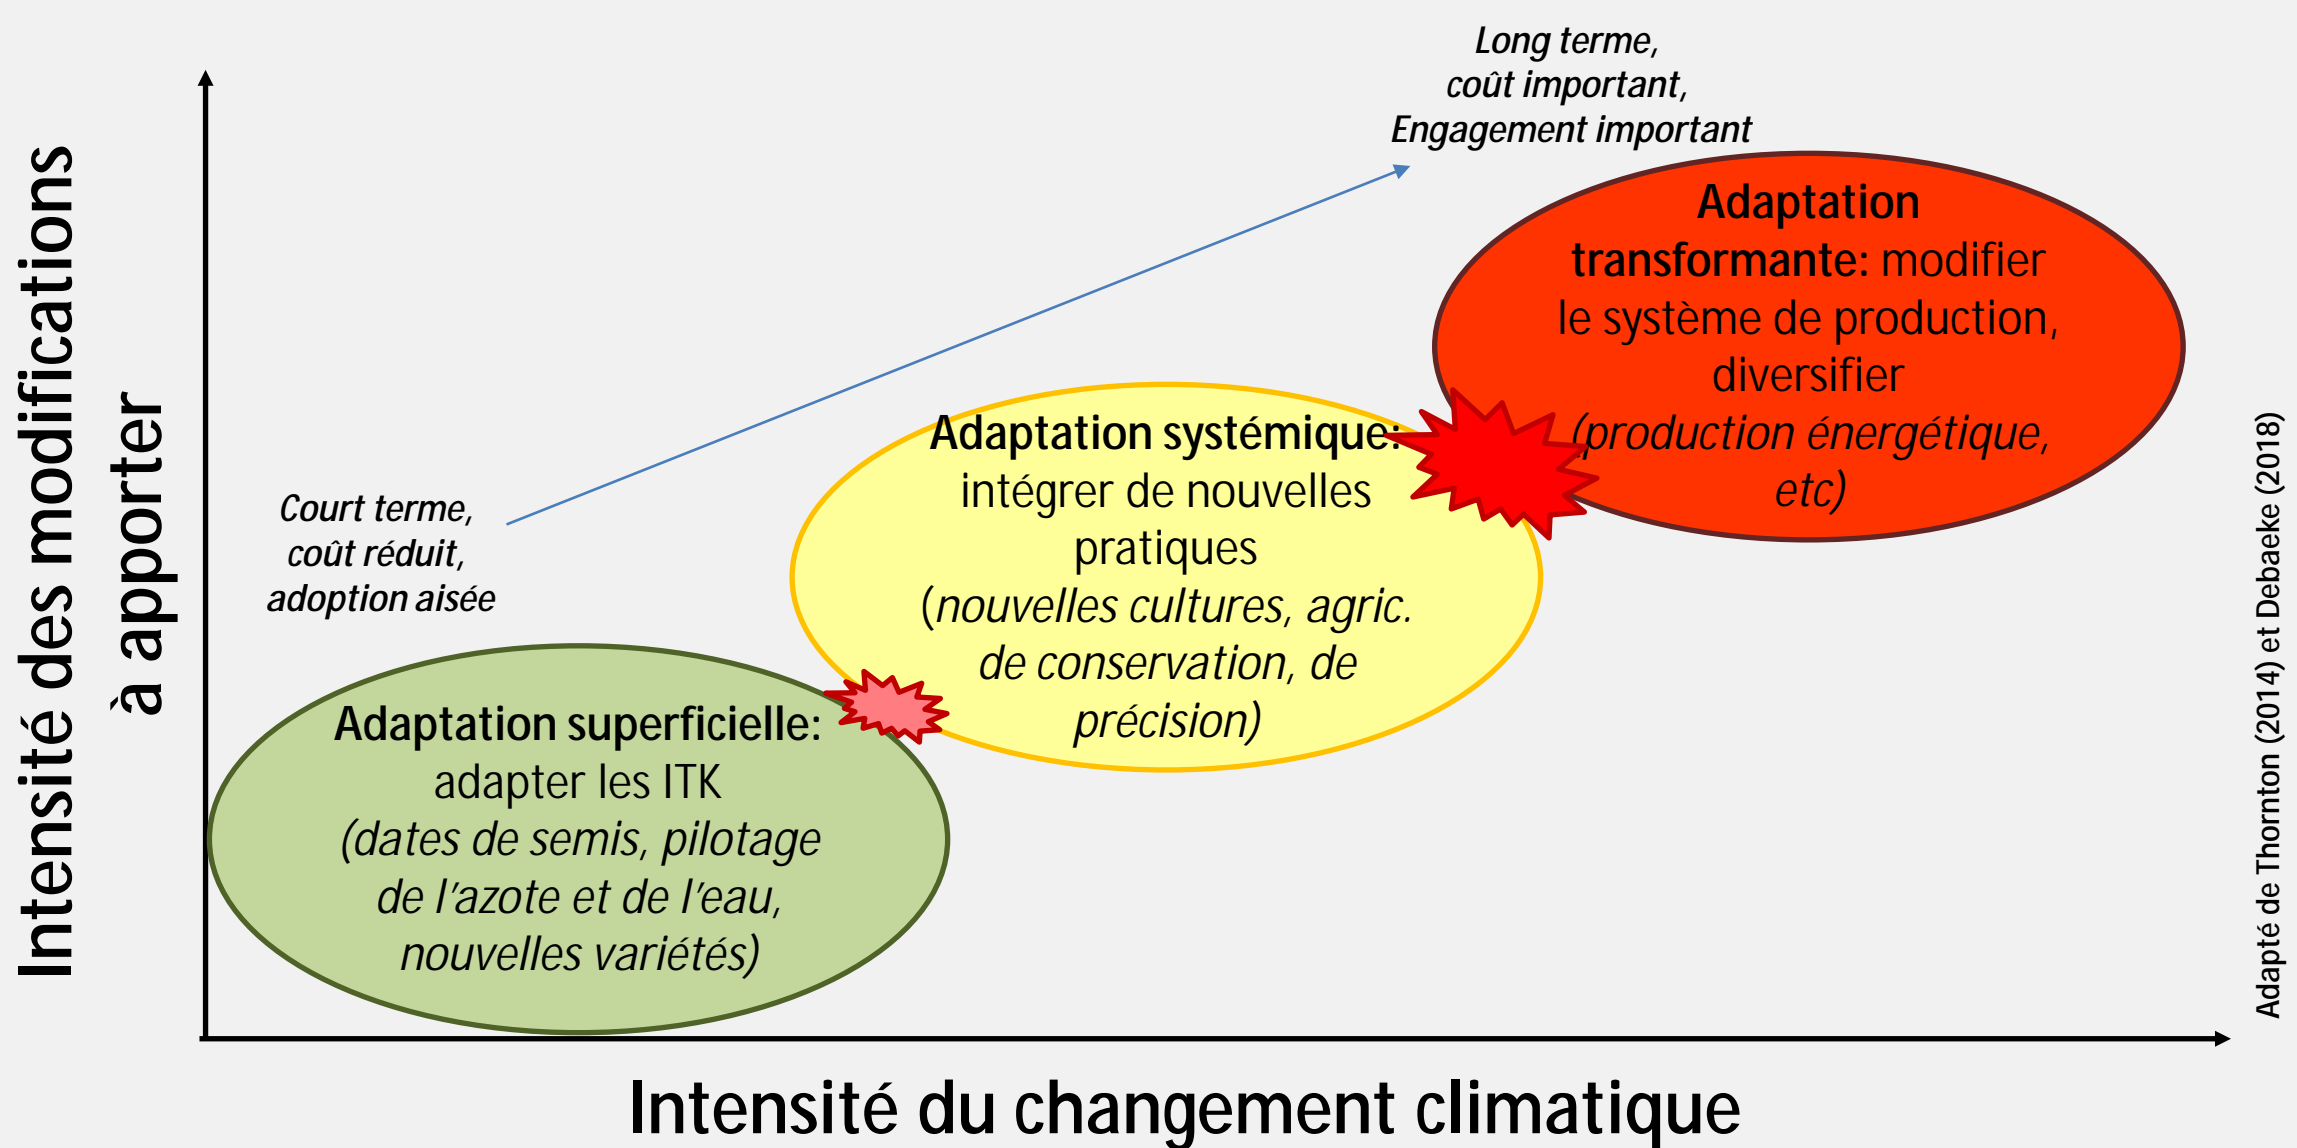 Intensité des modifications
à apporter
Long terme,
coût important,
Engagement important
Court terme,
coût réduit,
adoption aisée
Adaptation
transformante: modifier
le système de production,
diversifier
(production énergétique,
etc)
Adaptation systémique:
intégrer de nouvelles
pratiques
(nouvelles cultures, agric.
de conservation, de
précision)
Adaptation superficielle:
adapter les ITK
(dates de semis, pilotage
de l'azote et de l'eau,
nouvelles variétés)
Intensité du changement climatique
Adapté de Thornton (2014) et Debaeke (2018)